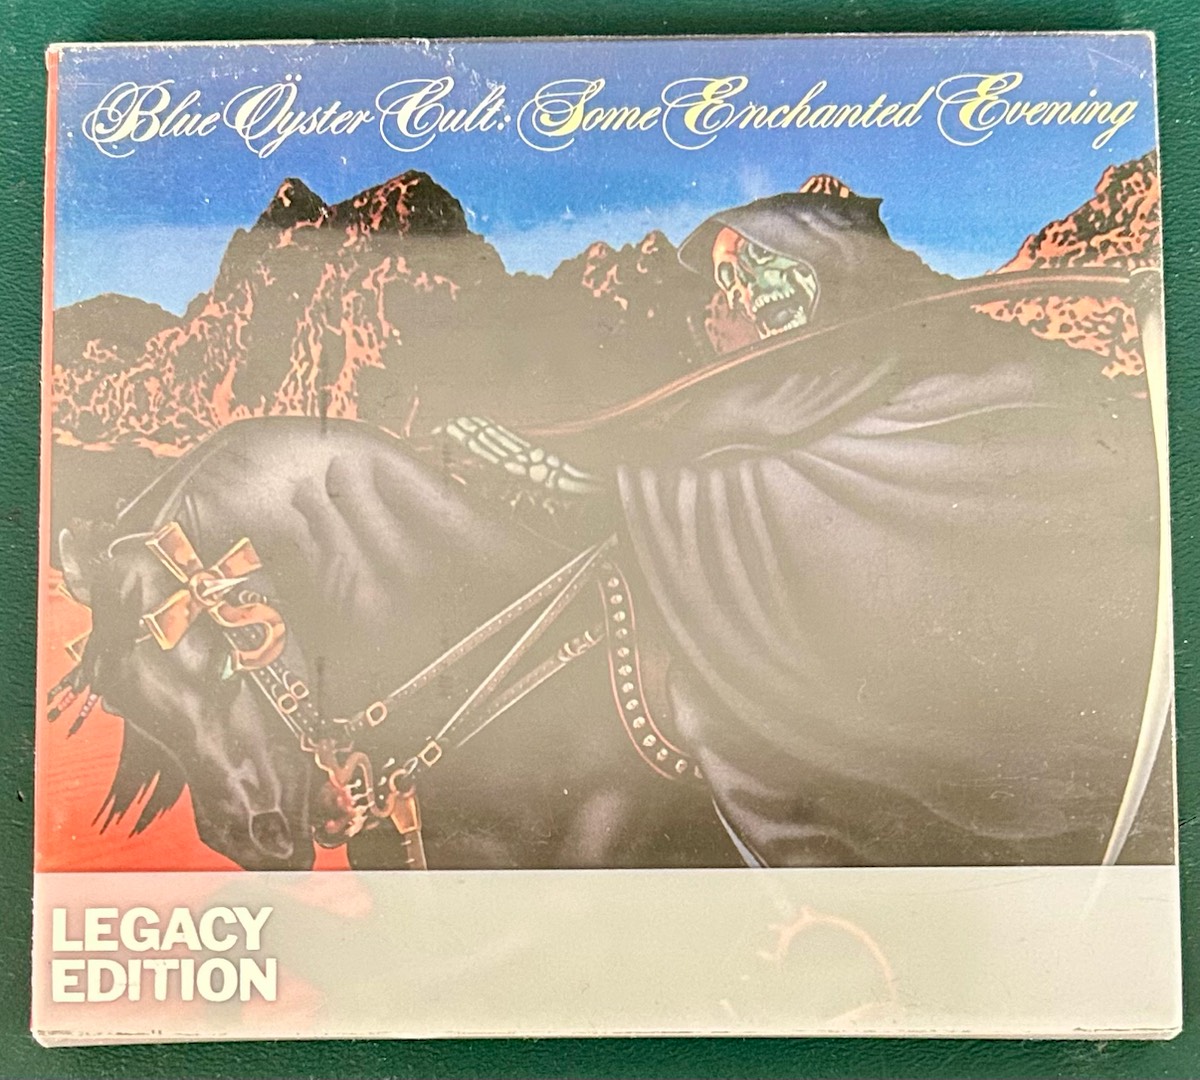 Blue Öyster Cult: Some Enchanted Evening
LEGACY
EDITION